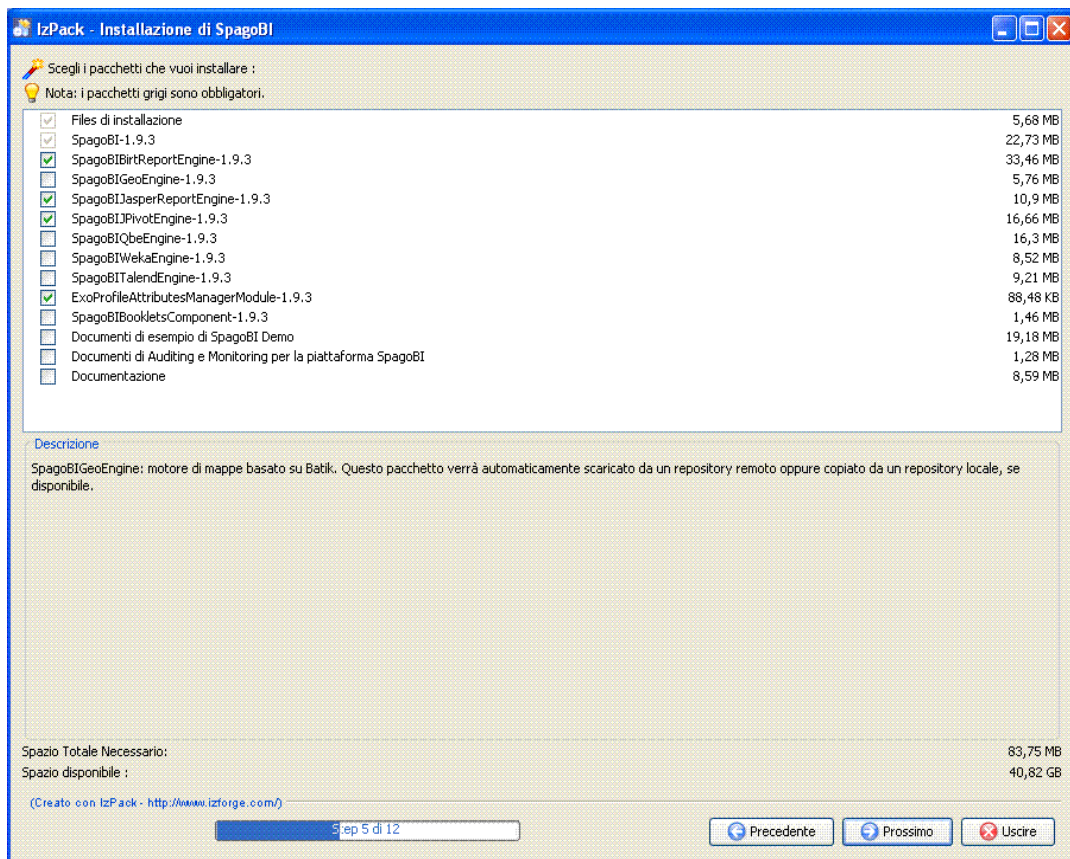 IzPack - Installazione di SpagoBI
Scegli i pacchetti che vuoi installare :
Nota: i pacchetti grigi sono obbligatori.
Files di installazione 5,68 MB
SpagoBI-1.9.3 22,73 MB
SpagoBIBirtReportEngine-1.9.3 33,46 MB
SpagoBIGeoEngine-1.9.3 5,76 MB
SpagoBIJasperReportEngine-1.9.3 10,9 MB
SpagoBIJPivotEngine-1.9.3 16,66 MB
SpagoBIQbeEngine-1.9.3 16,3 MB
SpagoBIWekaEngine-1.9.3 8,52 MB
SpagoBITalendEngine-1.9.3 9,21 MB
ExoProfileAttributesManagerModule-1.9.3 88,48 KB
SpagoBIBookletsComponent-1.9.3 1,46 MB
Documenti di esempio di SpagoBI Demo 19,18 MB
Documenti di Auditing e Monitoring per la piattaforma SpagoBI 1,28 MB
Documentazione 8,59 MB
Descrizione
SpagoBIGeoEngine: motore di mappe basato su Batik. Questo pacchetto verrà automaticamente scaricato da un repository remoto oppure copiato da un repository locale, se
disponibile.
Spazio Totale Necessario: 83,75 MB
Spazio disponibile : 40,82 GB
(Creato con IzPack - http://www.izforge.com/)
Step 5 di 12
Precedente
Prossimo
Uscire